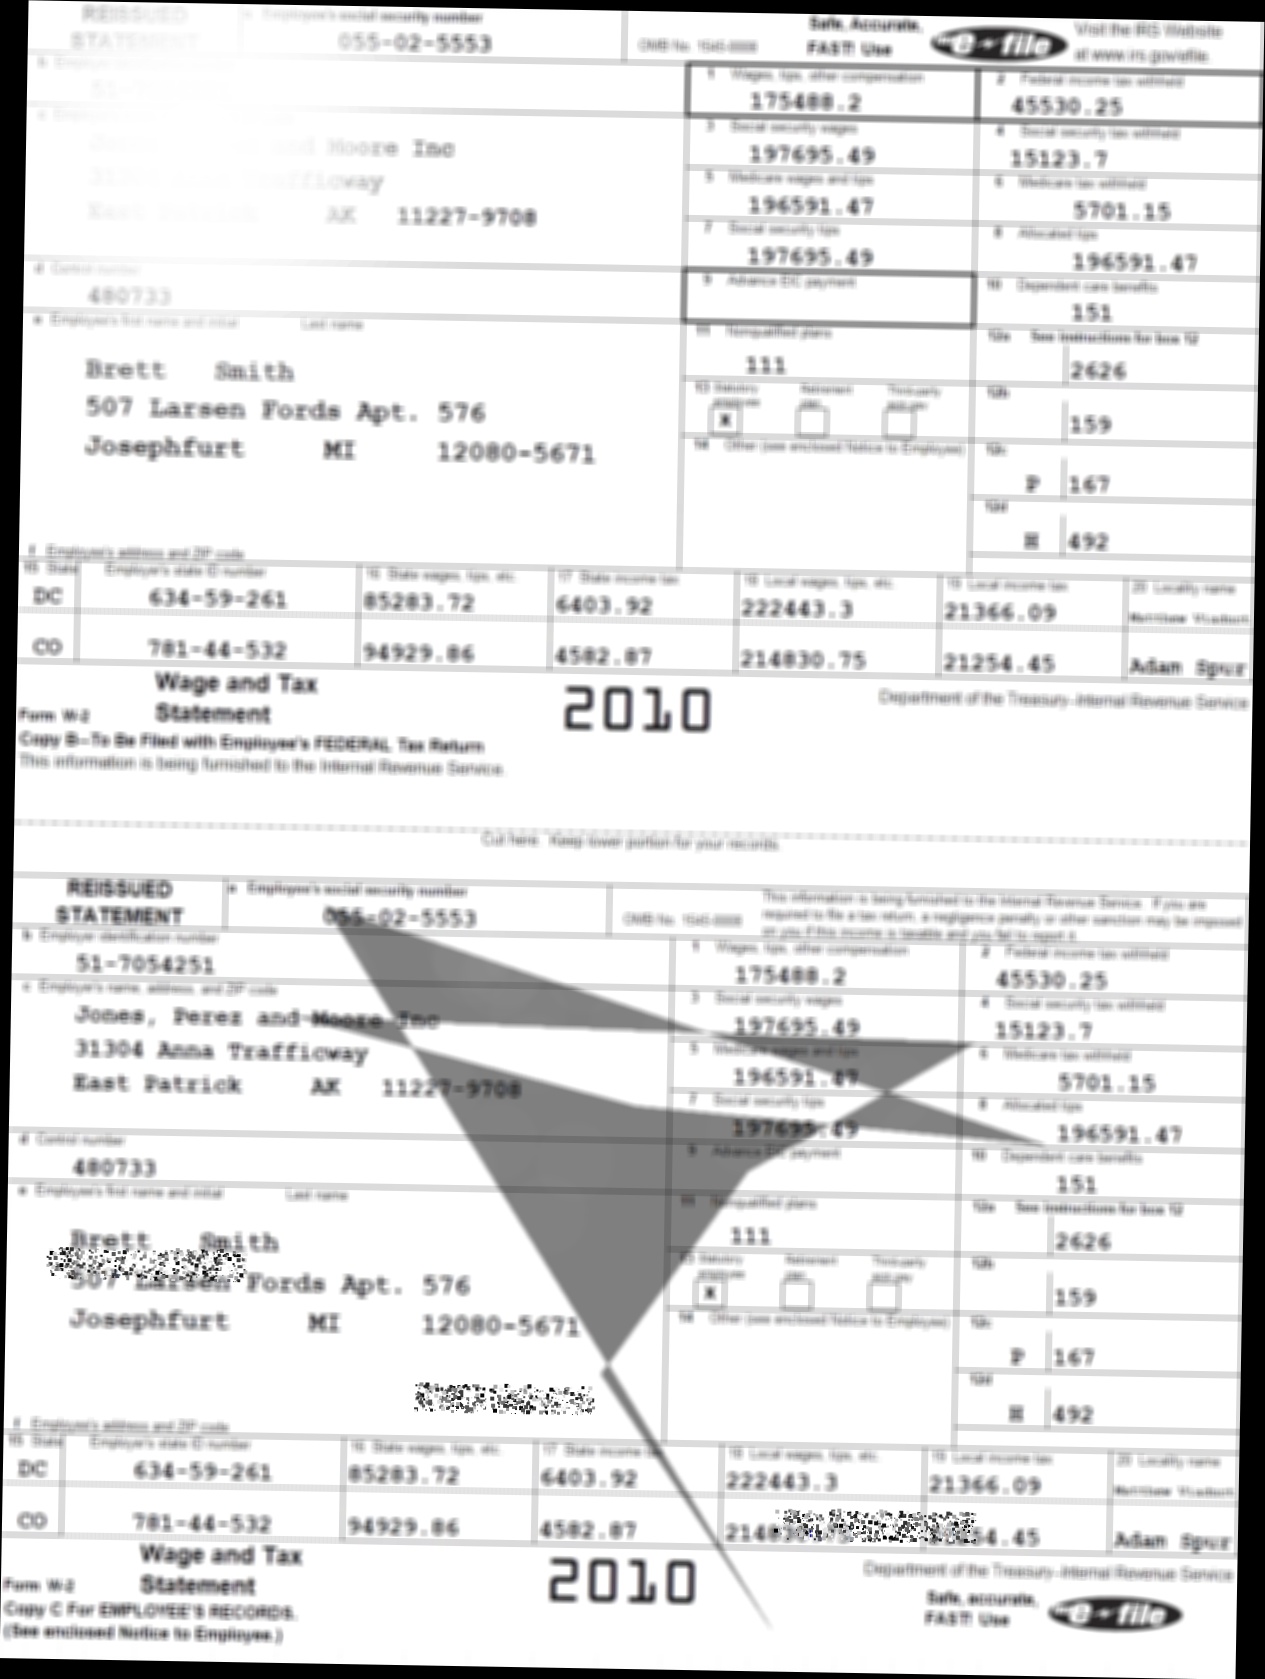 REISSUED
STATEMENT
a Employee's social security number
055-02-5553
OMB No. 1545-0008
Safe, Accurate,
FAST! Use
e-file
Visit the IRS Website
at www.irs.gov/efile.
51-7
1 Wages, tips, other compensation
175488.2
2 Federal income tax withheld
45530.25
3 Social security wages
197695.49
4 Social security tax withheld
15123.7
and Moore Inc
Trafficway
East Patrick AK 11227-9708
5 Medicare wages and tips
196591.47
6 Medicare tax withheld
5701.15
7 Social security tips
197695.49
8 Allocated tips
196591.47
d Control number
480733
9 Advance EIC payment
10 Dependent care benefits
151
e Employee's first name and initial Last name
Brett Smith
507 Larsen Fords Apt. 576
Josephfurt MI 12080-5671
11 Nonqualified plans
111
12a See instructions for box 12
2626
13 Statutory employee Retirement plan Third-party sick pay
X
12b
159
14 Other (see enclosed Notice to Employee)
12c
P 167
12d
H 492
f Employee's address and ZIP code
15 State Employer's state ID number 16 State wages, tips, etc. 17 State income tax 18 Local wages, tips, etc. 19 Local income tax 20 Locality name
DC 634-59-261 85283.72 6403.92 222443.3 21366.09
CO 781-44-532 94929.86 4582.87 214830.75 21254.45 Adam Spur
Wage and Tax
Statement
Form W-2
2010
Department of the Treasury-Internal Revenue Service
Copy B-To Be Filed with Employee's FEDERAL Tax Return
This information is being furnished to the Internal Revenue Service.
Cut here. Keep lower portion for your records.
REISSUED
STATEMENT
a Employee's social security number
055-02-5553
OMB No. 1545-0008
This information is being furnished to the Internal Revenue Service. If you are
required to file a tax return, a negligence penalty or other sanction may be imposed
on you if this income is taxable and you fail to report it.
b Employer identification number
51-7054251
1 Wages, tips, other compensation
175488.2
2 Federal income tax withheld
45530.25
c Employer's name, address, and ZIP code
Jones, Perez and Moore Inc
31304 Anna Trafficway
East Patrick AK 11227-9708
3 Social security wages
197695.49
4 Social security tax withheld
15123.7
5 Medicare wages and tips
196591.47
6 Medicare tax withheld
5701.15
7 Social security tips
197695.49
8 Allocated tips
196591.47
d Control number
480733
9 Advance EIC payment
10 Dependent care benefits
151
e Employee's first name and initial Last name
Brett Smith
507 Larsen Fords Apt. 576
Josephfurt MI 12080-5671
11 Nonqualified plans
111
12a See instructions for box 12
2626
13 Statutory employee Retirement plan Third-party sick pay
X
12b
159
14 Other (see enclosed Notice to Employee)
12c
P 167
12d
H 492
f Employee's address and ZIP code
15 State Employer's state ID number 16 State wages, tips, etc. 17 State income tax 18 Local wages, tips, etc. 19 Local income tax 20 Locality name
DC 634-59-261 85283.72 6403.92 222443.3 21366.09
CO 781-44-532 94929.86 4582.87 Adam Spur
Wage and Tax
Statement
Form W-2
2010
Department of the Treasury-Internal Revenue Service
Copy C For EMPLOYEE'S RECORDS.
(See enclosed Notice to Employee.)
Safe, accurate,
FAST! Use
e-file